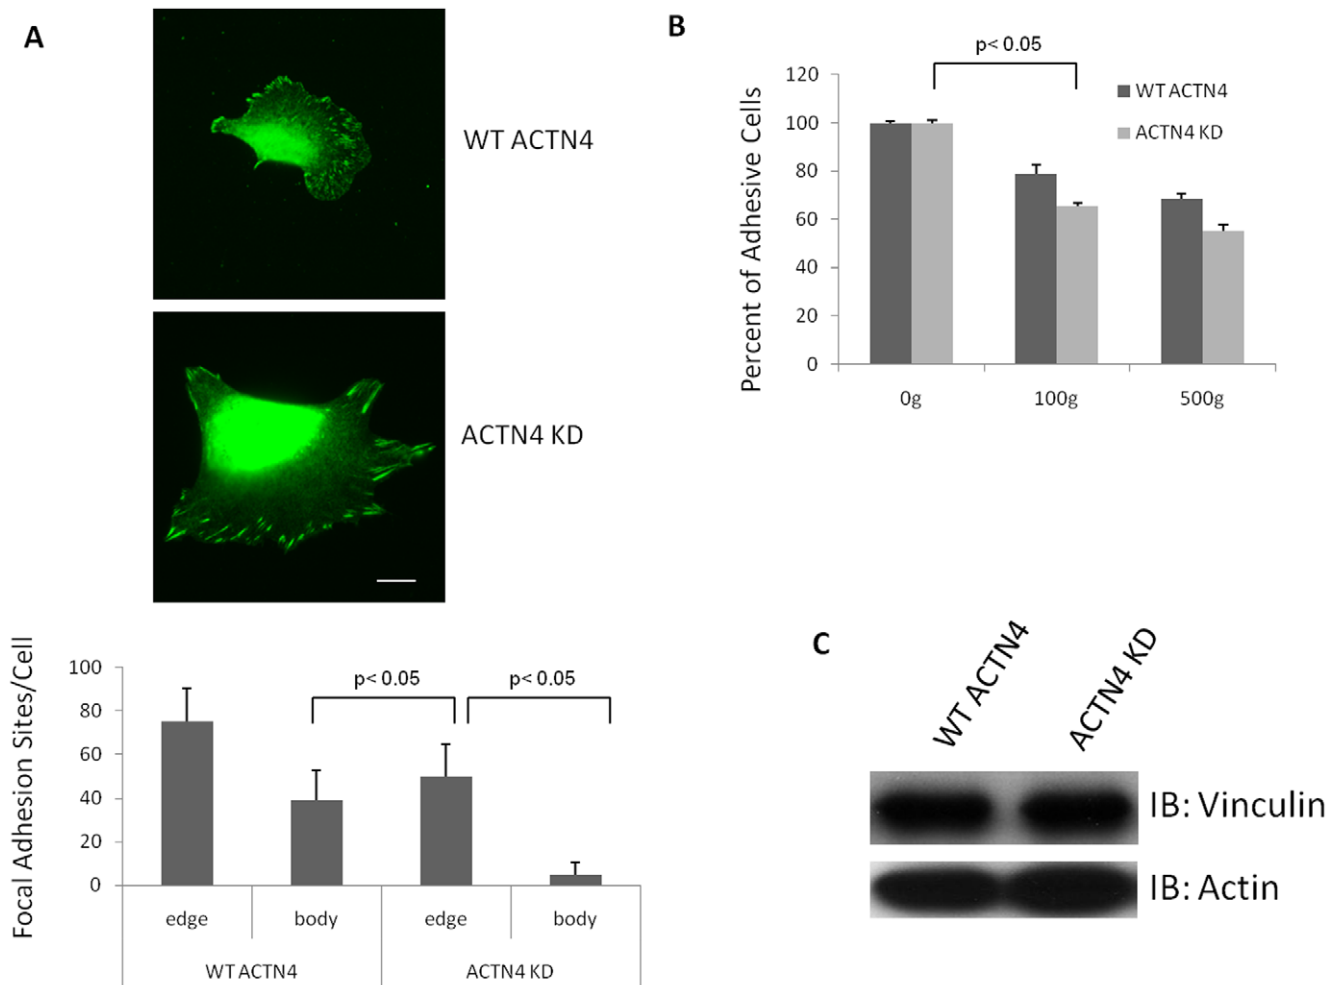 A
WT ACTN4
ACTN4 KD
Focal Adhesion Sites/Cell
100
80
60
40
20
0
p< 0.05
p< 0.05
edge
body
edge
body
WT ACTN4
ACTN4 KD
B
p< 0.05
Percent of Adhesive Cells
120
100
80
60
40
20
0
WT ACTN4
ACTN4 KD
0g
100g
500g
C
WT ACTN4
ACTN4 KD
IB: Vinculin
IB: Actin